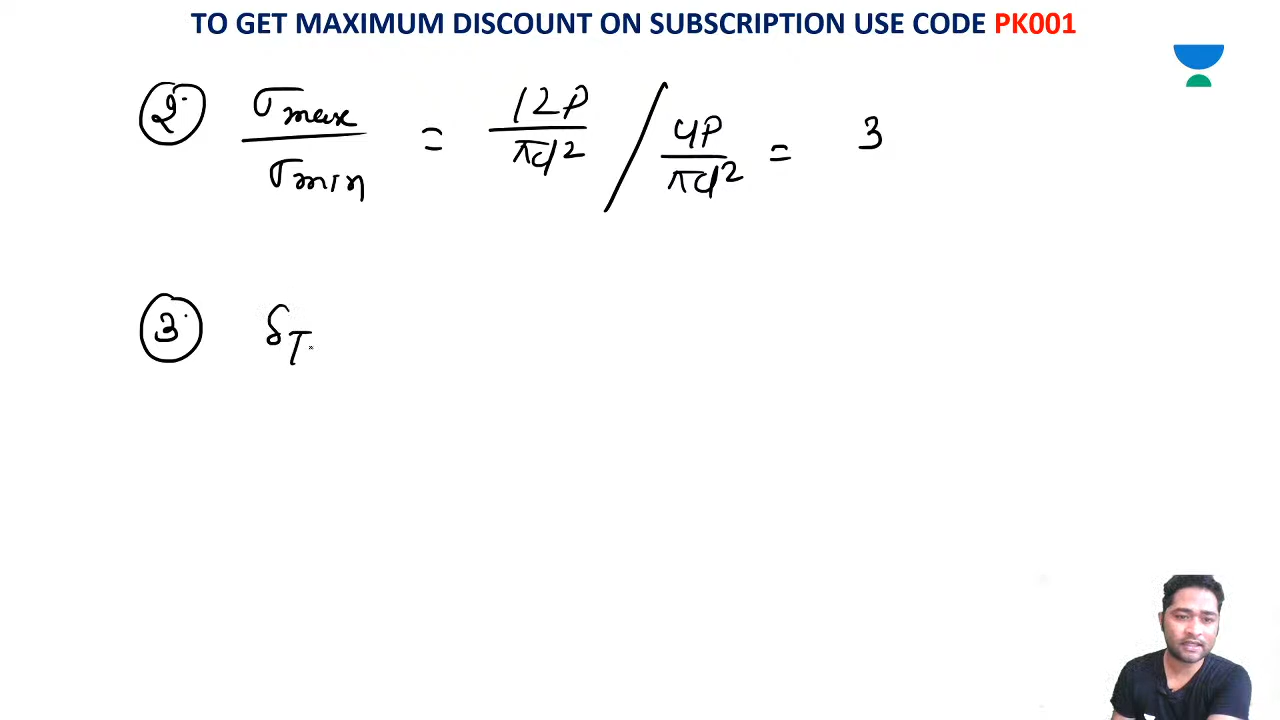 TO GET MAXIMUM DISCOUNT ON SUBSCRIPTION USE CODE PK001
② σmax / σmin = 12P / πd² / 4P / πd² = 3
③ δT